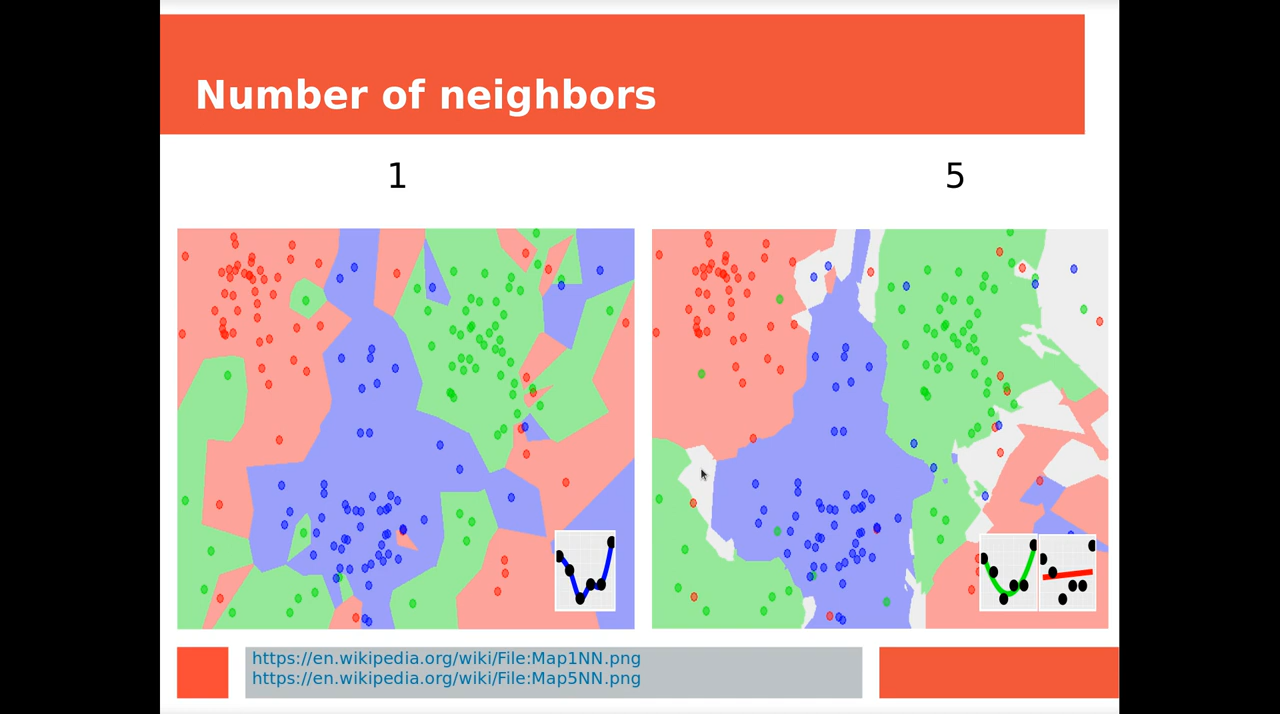 Number of neighbors
1
5
https://en.wikipedia.org/wiki/File:Map1NN.png
https://en.wikipedia.org/wiki/File:Map5NN.png